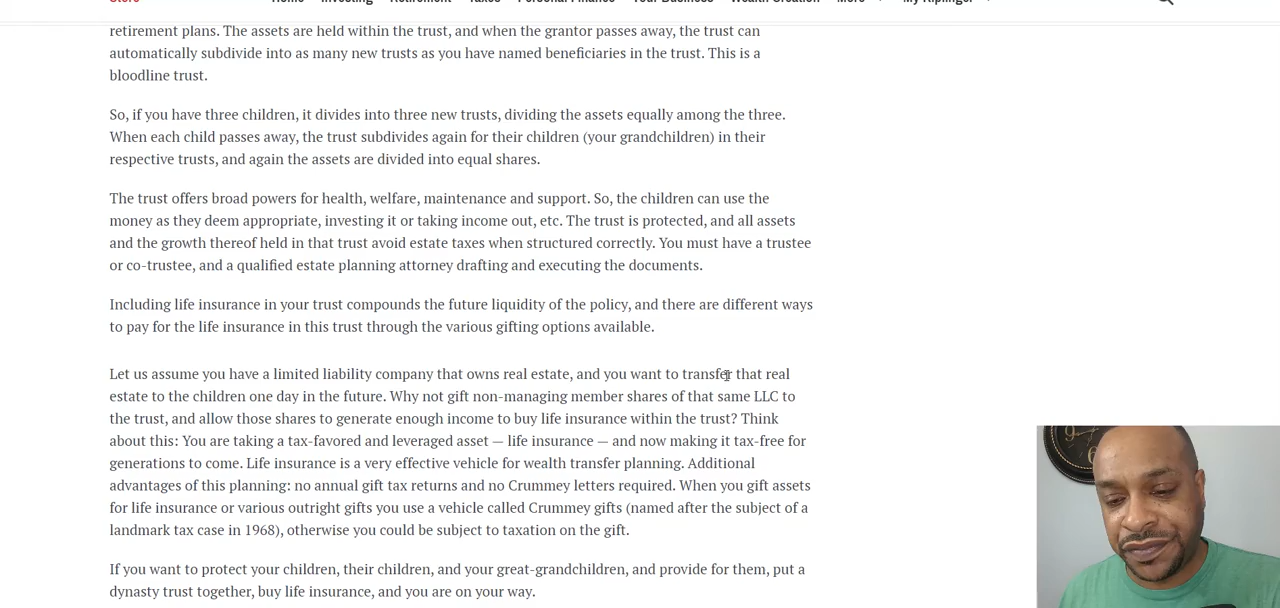 Store Home Investing Retirement Taxes Personal Finance Your Business Wealth Creation More My Kiplinger
retirement plans. The assets are held within the trust, and when the grantor passes away, the trust can
automatically subdivide into as many new trusts as you have named beneficiaries in the trust. This is a
bloodline trust.
So, if you have three children, it divides into three new trusts, dividing the assets equally among the three.
When each child passes away, the trust subdivides again for their children (your grandchildren) in their
respective trusts, and again the assets are divided into equal shares.
The trust offers broad powers for health, welfare, maintenance and support. So, the children can use the
money as they deem appropriate, investing it or taking income out, etc. The trust is protected, and all assets
and the growth thereof held in that trust avoid estate taxes when structured correctly. You must have a trustee
or co-trustee, and a qualified estate planning attorney drafting and executing the documents.
Including life insurance in your trust compounds the future liquidity of the policy, and there are different ways
to pay for the life insurance in this trust through the various gifting options available.
Let us assume you have a limited liability company that owns real estate, and you want to transfer that real
estate to the children one day in the future. Why not gift non-managing member shares of that same LLC to
the trust, and allow those shares to generate enough income to buy life insurance within the trust? Think
about this: You are taking a tax-favored and leveraged asset — life insurance — and now making it tax-free for
generations to come. Life insurance is a very effective vehicle for wealth transfer planning. Additional
advantages of this planning: no annual gift tax returns and no Crummey letters required. When you gift assets
for life insurance or various outright gifts you use a vehicle called Crummey gifts (named after the subject of a
landmark tax case in 1968), otherwise you could be subject to taxation on the gift.
If you want to protect your children, their children, and your great-grandchildren, and provide for them, put a
dynasty trust together, buy life insurance, and you are on your way.